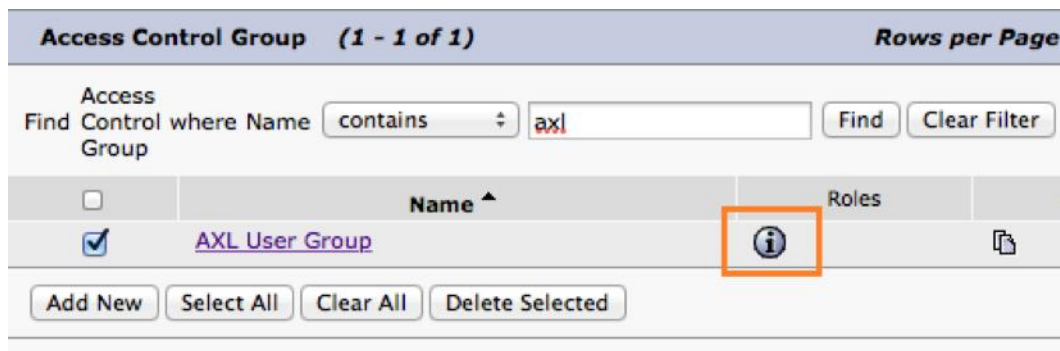 Access Control Group (1 - 1 of 1) Rows per Page
Find Access Control Group where Name contains axl Find Clear Filter
Name Roles
AXL User Group
Add New Select All Clear All Delete Selected